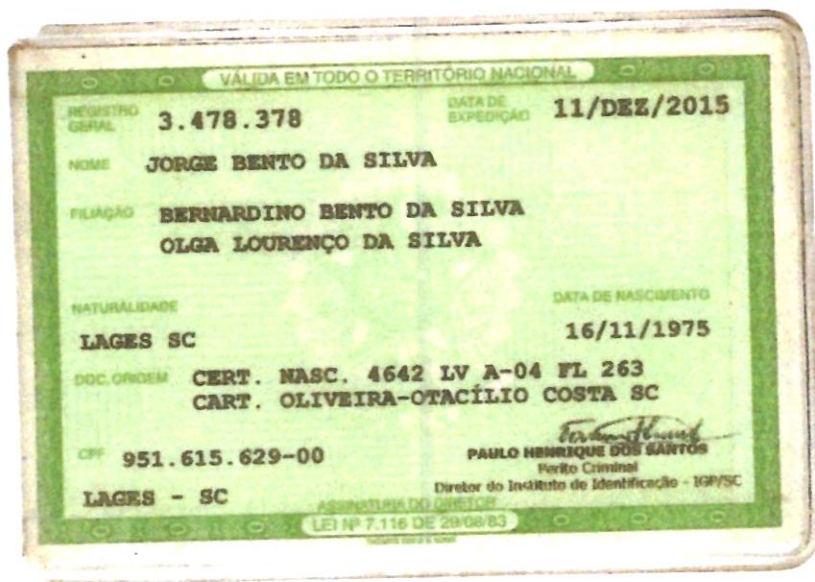 VÁLIDA EM TODO O TERRITÓRIO NACIONAL
REGISTRO GERAL 3.478.378 DATA DE EXPEDIÇÃO 11/DEZ/2015
NOME JORGE BENTO DA SILVA
FILIAÇÃO BERNARDINO BENTO DA SILVA
OLGA LOURENÇO DA SILVA
NATURALIDADE DATA DE NASCIMENTO
LAGES SC 16/11/1975
DOC. ORIGEM CERT. NASC. 4642 LV A-04 FL 263
CART. OLIVEIRA-OTACÍLIO COSTA SC
CPF 951.615.629-00 PAULO HENRIQUE DOS SANTOS
Perito Criminal
LAGES - SC Diretor do Instituto de Identificação - IGP/SC
ASSINATURA DO DIRETOR
LEI Nº 7.116 DE 29/08/83